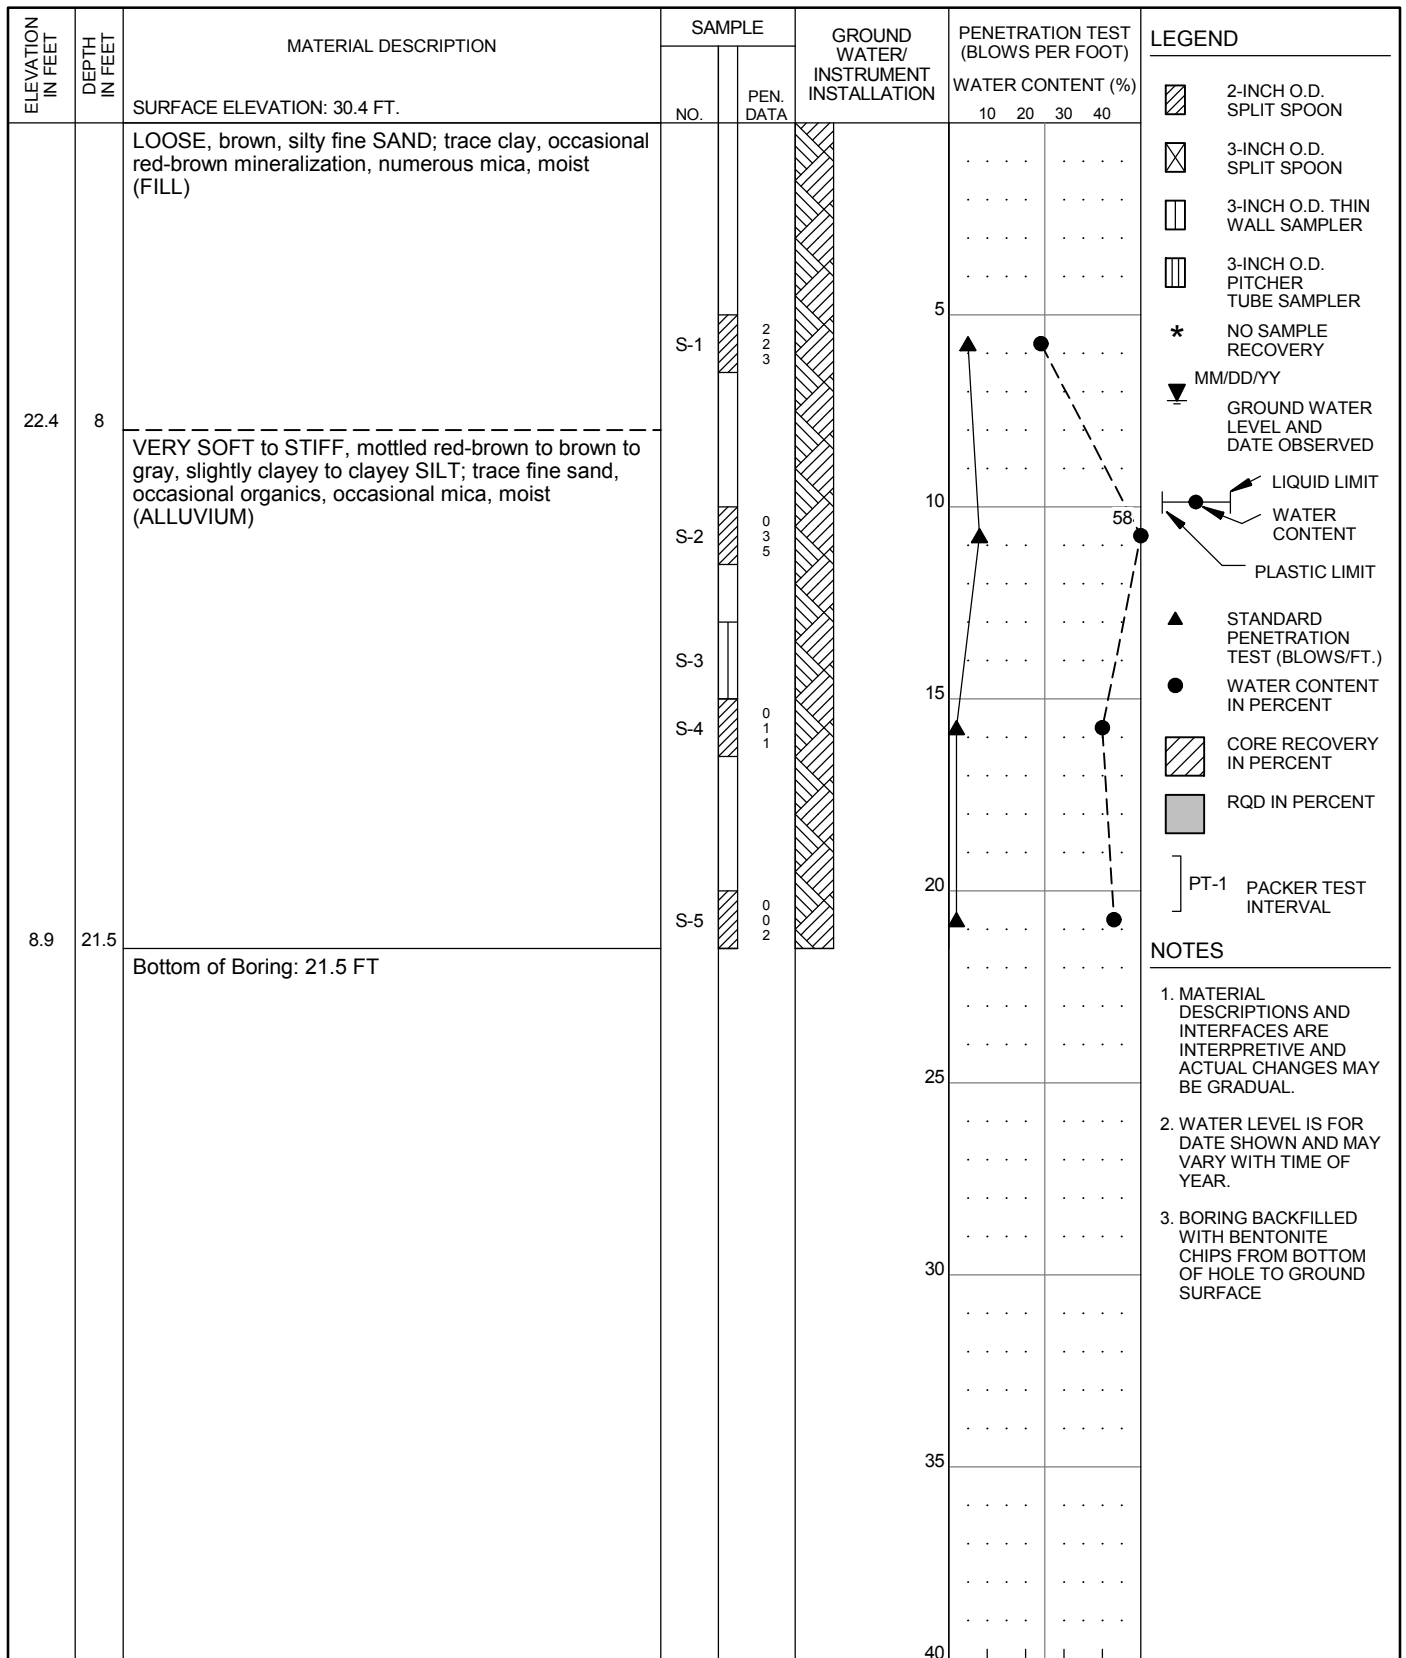 ELEVATION
IN FEET
DEPTH
IN FEET
MATERIAL DESCRIPTION
SURFACE ELEVATION: 30.4 FT.
SAMPLE
NO.
PEN.
DATA
GROUND
WATER/
INSTRUMENT
INSTALLATION
PENETRATION TEST
(BLOWS PER FOOT)
WATER CONTENT (%)
10 20 30 40
LOOSE, brown, silty fine SAND; trace clay, occasional
red-brown mineralization, numerous mica, moist
(FILL)
5
S-1
2
2
3
22.4 8
VERY SOFT to STIFF, mottled red-brown to brown to
gray, slightly clayey to clayey SILT; trace fine sand,
occasional organics, occasional mica, moist
(ALLUVIUM)
10
58
S-2
0
3
5
S-3
15
S-4
0
1
1
20
S-5
0
0
2
8.9 21.5
Bottom of Boring: 21.5 FT
25
30
35
40
LEGEND
2-INCH O.D.
SPLIT SPOON
3-INCH O.D.
SPLIT SPOON
3-INCH O.D. THIN
WALL SAMPLER
3-INCH O.D.
PITCHER
TUBE SAMPLER
* NO SAMPLE
RECOVERY
MM/DD/YY
GROUND WATER
LEVEL AND
DATE OBSERVED
LIQUID LIMIT
WATER
CONTENT
PLASTIC LIMIT
STANDARD
PENETRATION
TEST (BLOWS/FT.)
WATER CONTENT
IN PERCENT
CORE RECOVERY
IN PERCENT
RQD IN PERCENT
PT-1 PACKER TEST
INTERVAL
NOTES
1. MATERIAL
DESCRIPTIONS AND
INTERFACES ARE
INTERPRETIVE AND
ACTUAL CHANGES MAY
BE GRADUAL.
2. WATER LEVEL IS FOR
DATE SHOWN AND MAY
VARY WITH TIME OF
YEAR.
3. BORING BACKFILLED
WITH BENTONITE
CHIPS FROM BOTTOM
OF HOLE TO GROUND
SURFACE